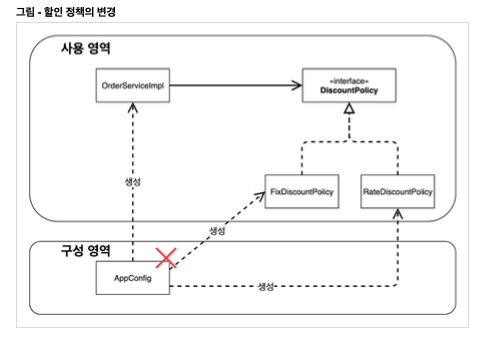 그림 - 할인 정책의 변경
사용 영역
OrderServiceImpl
«interface»
DiscountPolicy
생성
FixDiscountPolicy
RateDiscountPolicy
생성
구성 영역
AppConfig
생성